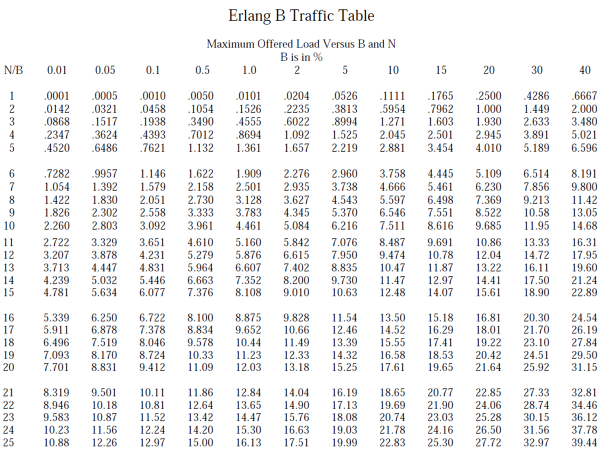 Erlang B Traffic Table
Maximum Offered Load Versus B and N
B is in %
N/B 0.01 0.05 0.1 0.5 1.0 2 5 10 15 20 30 40
1 .0001 .0005 .0010 .0050 .0101 .0204 .0526 .1111 .1765 .2500 .4286 .6667
2 .0142 .0321 .0458 .1054 .1526 .2235 .3813 .5954 .7962 1.000 1.449 2.000
3 .0868 .1517 .1938 .3490 .4555 .6022 .8994 1.271 1.603 1.930 2.633 3.480
4 .2347 .3624 .4393 .7012 .8694 1.092 1.525 2.045 2.501 2.945 3.891 5.021
5 .4520 .6486 .7621 1.132 1.361 1.657 2.219 2.881 3.454 4.010 5.189 6.596
6 .7282 .9957 1.146 1.622 1.909 2.276 2.960 3.758 4.445 5.109 6.514 8.191
7 1.054 1.392 1.579 2.158 2.501 2.935 3.738 4.666 5.461 6.230 7.856 9.800
8 1.422 1.830 2.051 2.730 3.128 3.627 4.543 5.597 6.498 7.369 9.213 11.42
9 1.826 2.302 2.558 3.333 3.783 4.345 5.370 6.546 7.551 8.522 10.58 13.05
10 2.260 2.803 3.092 3.961 4.461 5.084 6.216 7.511 8.616 9.685 11.95 14.68
11 2.722 3.329 3.651 4.610 5.160 5.842 7.076 8.487 9.691 10.86 13.33 16.31
12 3.207 3.878 4.231 5.279 5.876 6.615 7.950 9.474 10.78 12.04 14.72 17.95
13 3.713 4.447 4.831 5.964 6.607 7.402 8.835 10.47 11.87 13.22 16.11 19.60
14 4.239 5.032 5.446 6.663 7.352 8.200 9.730 11.47 12.97 14.41 17.50 21.24
15 4.781 5.634 6.077 7.376 8.108 9.010 10.63 12.48 14.07 15.61 18.90 22.89
16 5.339 6.250 6.722 8.100 8.875 9.828 11.54 13.50 15.18 16.81 20.30 24.54
17 5.911 6.878 7.378 8.834 9.652 10.66 12.46 14.52 16.29 18.01 21.70 26.19
18 6.496 7.519 8.046 9.578 10.44 11.49 13.39 15.55 17.41 19.22 23.10 27.84
19 7.093 8.170 8.724 10.33 11.23 12.33 14.32 16.58 18.53 20.42 24.51 29.50
20 7.701 8.831 9.412 11.09 12.03 13.18 15.25 17.61 19.65 21.64 25.92 31.15
21 8.319 9.501 10.11 11.86 12.84 14.04 16.19 18.65 20.77 22.85 27.33 32.81
22 8.946 10.18 10.81 12.64 13.65 14.90 17.13 19.69 21.90 24.06 28.74 34.46
23 9.583 10.87 11.52 13.42 14.47 15.76 18.08 20.74 23.03 25.28 30.15 36.12
24 10.23 11.56 12.24 14.20 15.30 16.63 19.03 21.78 24.16 26.50 31.56 37.78
25 10.88 12.26 12.97 15.00 16.13 17.51 19.99 22.83 25.30 27.72 32.97 39.44